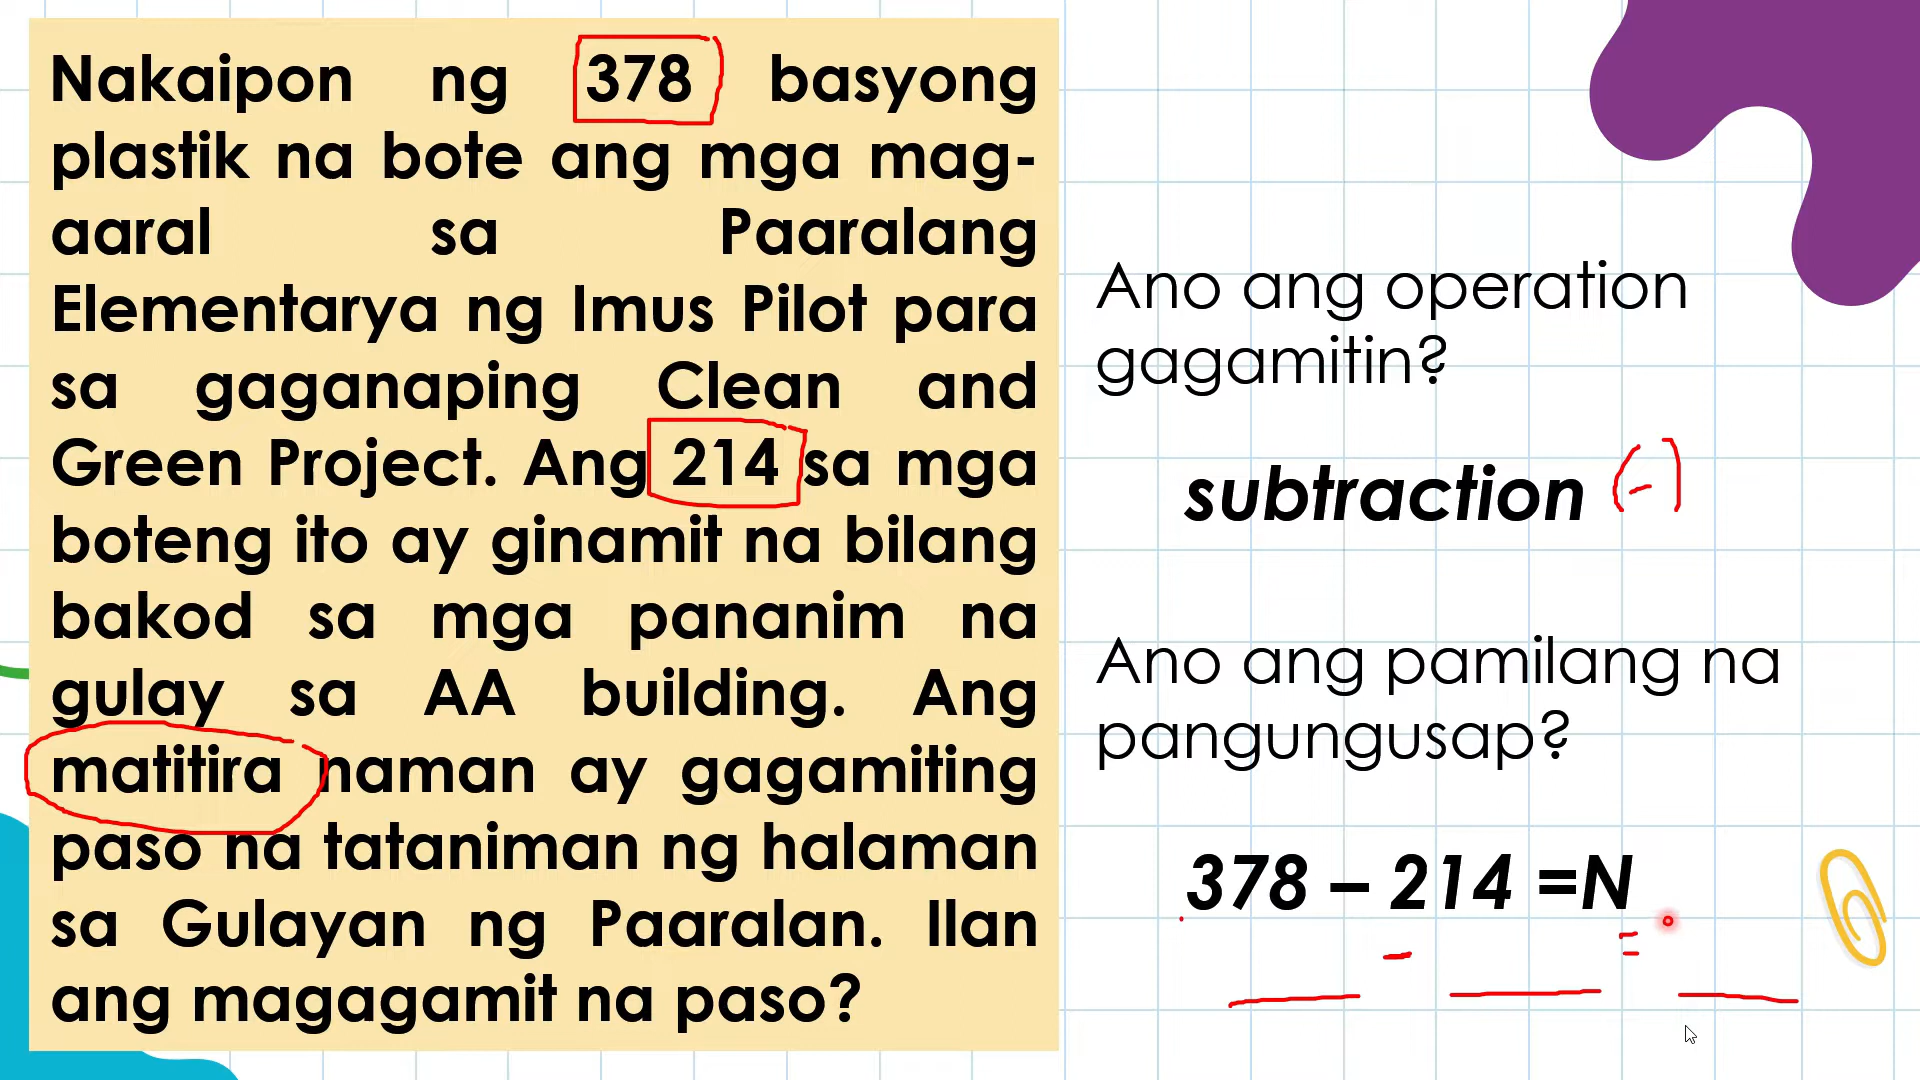 Nakaipon ng 378 basyong
plastik na bote ang mga mag-
aaral sa Paaralang
Elementarya ng Imus Pilot para
sa gaganaping Clean and
Green Project. Ang 214 sa mga
boteng ito ay ginamit na bilang
bakod sa mga pananim na
gulay sa AA building. Ang
matitira naman ay gagamiting
paso na tataniman ng halaman
sa Gulayan ng Paaralan. Ilan
ang magagamit na paso?
Ano ang operation
gagamitin?
subtraction (-)
Ano ang pamilang na
pangungusap?
378 – 214 =N
- =